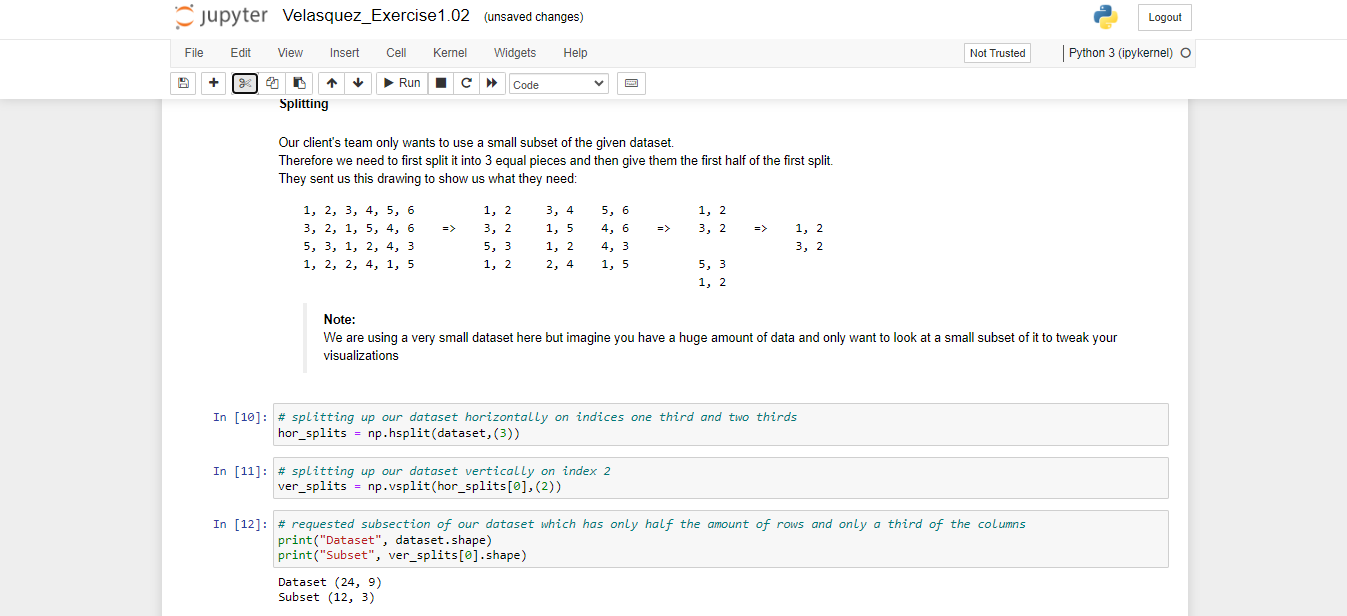 jupyter Velasquez_Exercise1.02 (unsaved changes) Logout
File Edit View Insert Cell Kernel Widgets Help Not Trusted Python 3 (ipykernel)
Run Code
Splitting
Our client's team only wants to use a small subset of the given dataset.
Therefore we need to first split it into 3 equal pieces and then give them the first half of the first split.
They sent us this drawing to show us what they need:
1, 2, 3, 4, 5, 6 1, 2 3, 4 5, 6 1, 2
3, 2, 1, 5, 4, 6 => 3, 2 1, 5 4, 6 => 3, 2 => 1, 2
5, 3, 1, 2, 4, 3 5, 3 1, 2 4, 3 3, 2
1, 2, 2, 4, 1, 5 1, 2 2, 4 1, 5 5, 3
1, 2
Note:
We are using a very small dataset here but imagine you have a huge amount of data and only want to look at a small subset of it to tweak your
visualizations
In [10]: # splitting up our dataset horizontally on indices one third and two thirds
hor_splits = np.hsplit(dataset,(3))
In [11]: # splitting up our dataset vertically on index 2
ver_splits = np.vsplit(hor_splits[0],(2))
In [12]: # requested subsection of our dataset which has only half the amount of rows and only a third of the columns
print("Dataset", dataset.shape)
print("Subset", ver_splits[0].shape)
Dataset (24, 9)
Subset (12, 3)